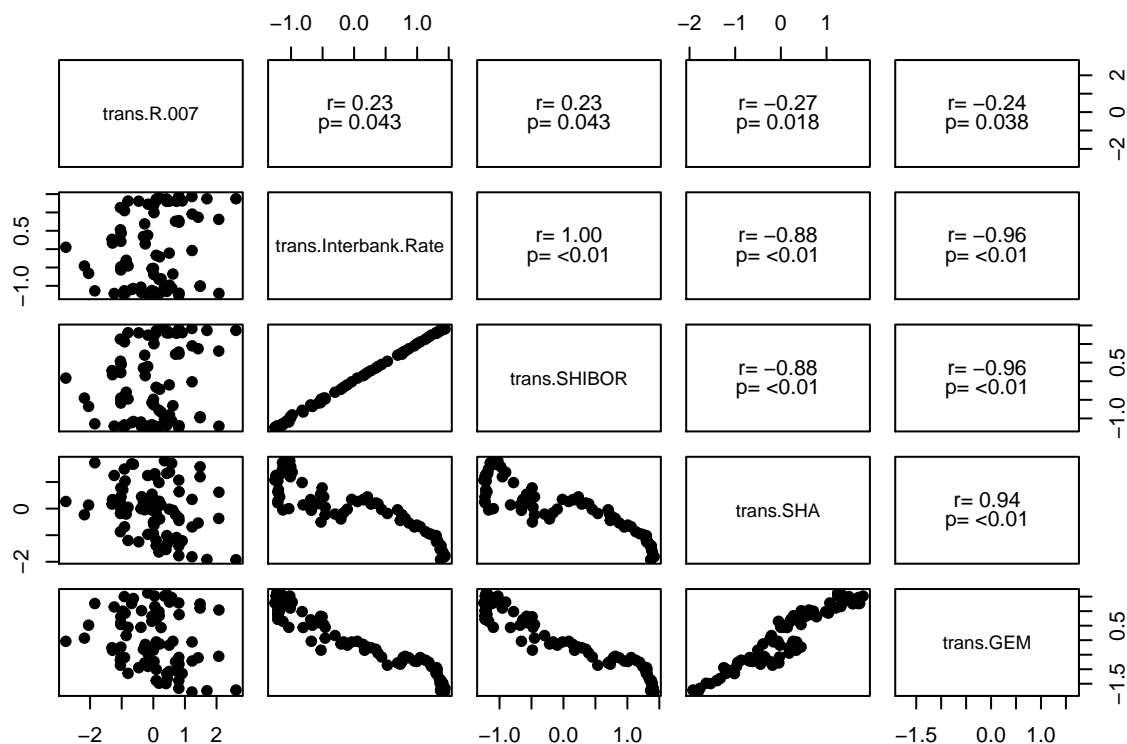 −1.0 0.0 1.0
−2 −1 0 1
trans.R.007
r= 0.23
p= 0.043
r= 0.23
p= 0.043
r= −0.27
p= 0.018
r= −0.24
p= 0.038
−2 0 2
−1.0 0.5
trans.Interbank.Rate
r= 1.00
p= <0.01
r= −0.88
p= <0.01
r= −0.96
p= <0.01
trans.SHIBOR
r= −0.88
p= <0.01
r= −0.96
p= <0.01
−1.0 0.5
−2 0
trans.SHA
r= 0.94
p= <0.01
trans.GEM
−1.5 0.5
−2 0 1 2
−1.0 0.0 1.0
−1.5 0.0 1.0